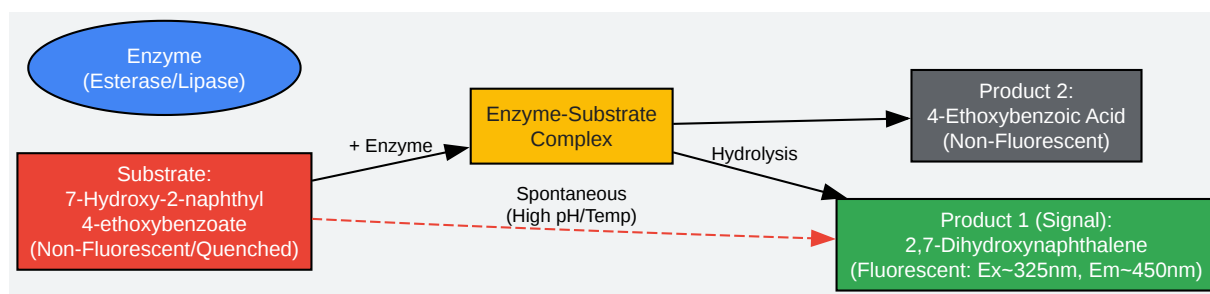 Enzyme
(Esterase/Lipase)
Substrate:
7-Hydroxy-2-naphthyl
4-ethoxybenzoate
(Non-Fluorescent/Quenched)
+ Enzyme
Enzyme-Substrate
Complex
Spontaneous
(High pH/Temp)
Hydrolysis
Product 2:
4-Ethoxybenzoic Acid
(Non-Fluorescent)
Product 1 (Signal):
2,7-Dihydroxynaphthalene
(Fluorescent: Ex~325nm, Em~450nm)